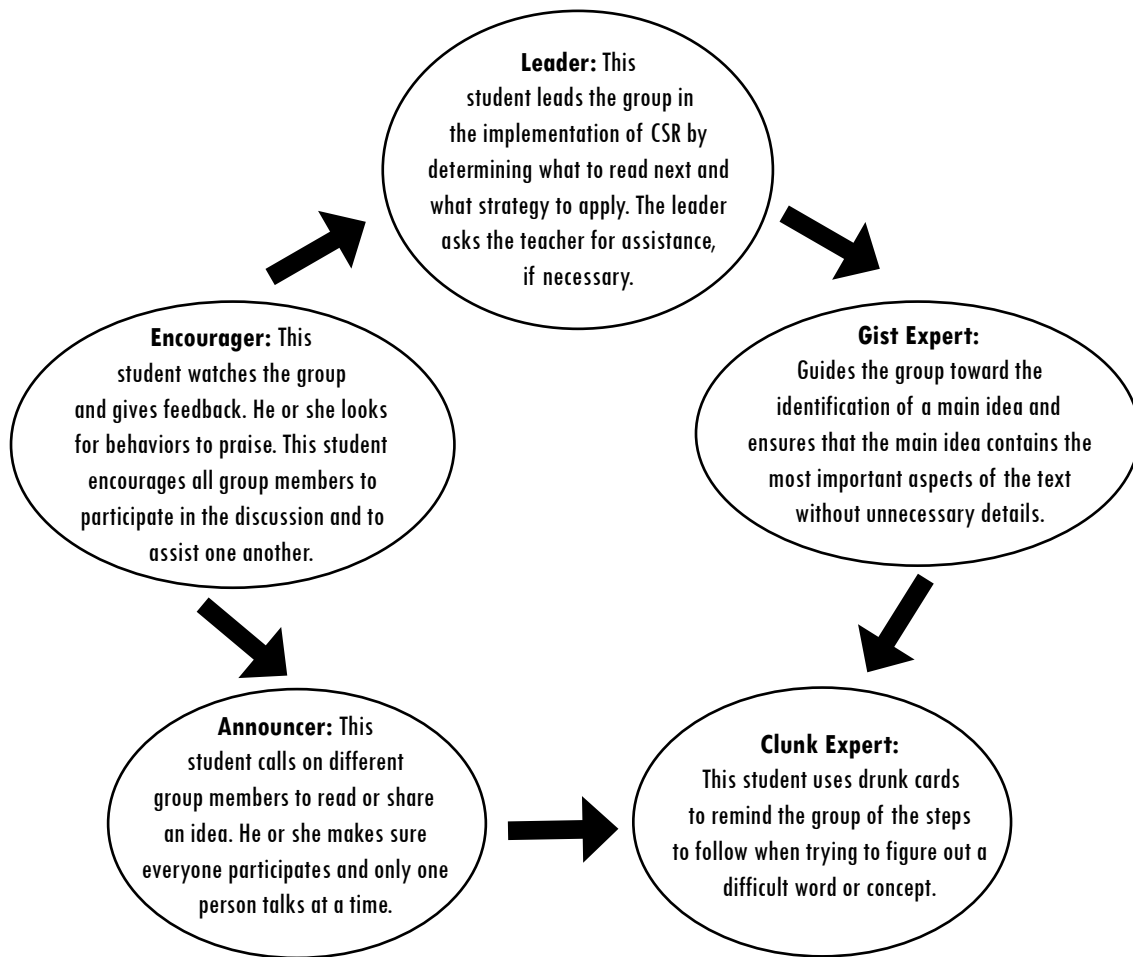 Leader: This
student leads the group in
the implementation of CSR by
determining what to read next and
what strategy to apply. The leader
asks the teacher for assistance,
if necessary.
Gist Expert:
Guides the group toward the
identification of a main idea and
ensures that the main idea contains the
most important aspects of the text
without unnecessary details.
Clunk Expert:
This student uses drunk cards
to remind the group of the steps
to follow when trying to figure out a
difficult word or concept.
Announcer: This
student calls on different
group members to read or share
an idea. He or she makes sure
everyone participates and only one
person talks at a time.
Encourager: This
student watches the group
and gives feedback. He or she looks
for behaviors to praise. This student
encourages all group members to
participate in the discussion and to
assist one another.